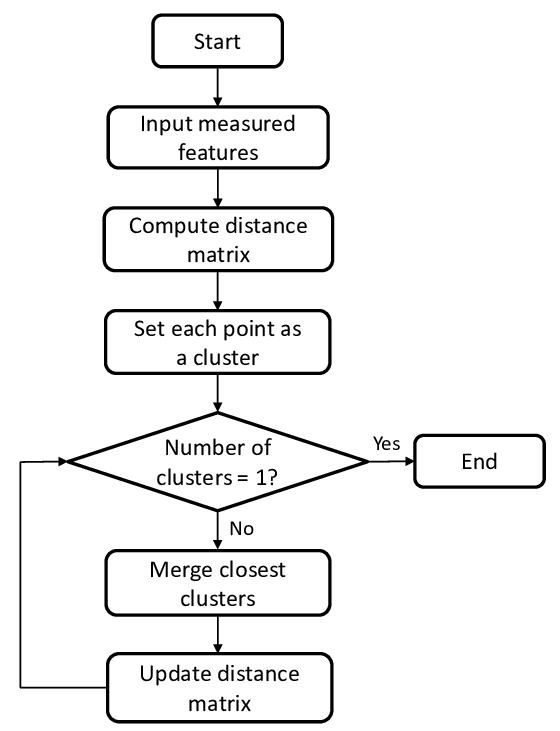 Start
Input measured
features
Compute distance
matrix
Set each point as
a cluster
Number of
clusters = 1?
Yes
End
No
Merge closest
clusters
Update distance
matrix